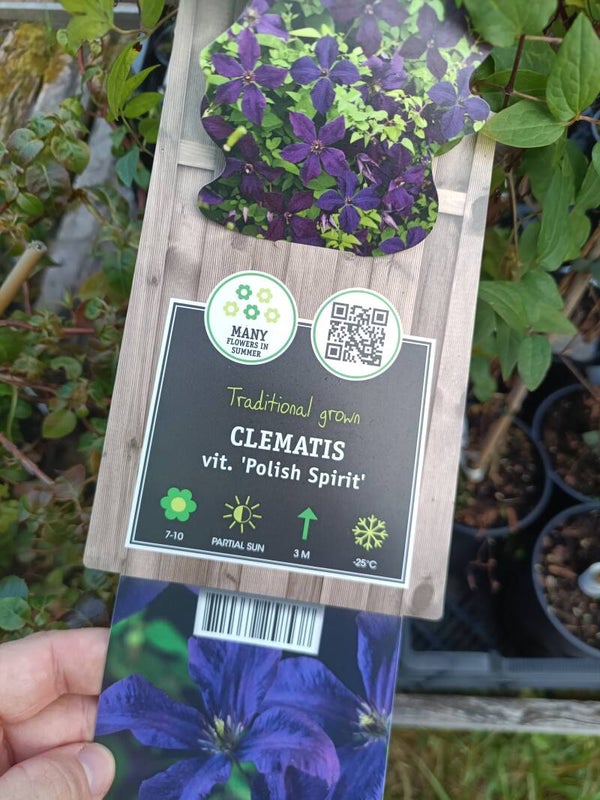 MANY
FLOWERS IN
SUMMER
Traditional grown
CLEMATIS
vit. 'Polish Spirit'
7-10
PARTIAL SUN
3 M
-25°C